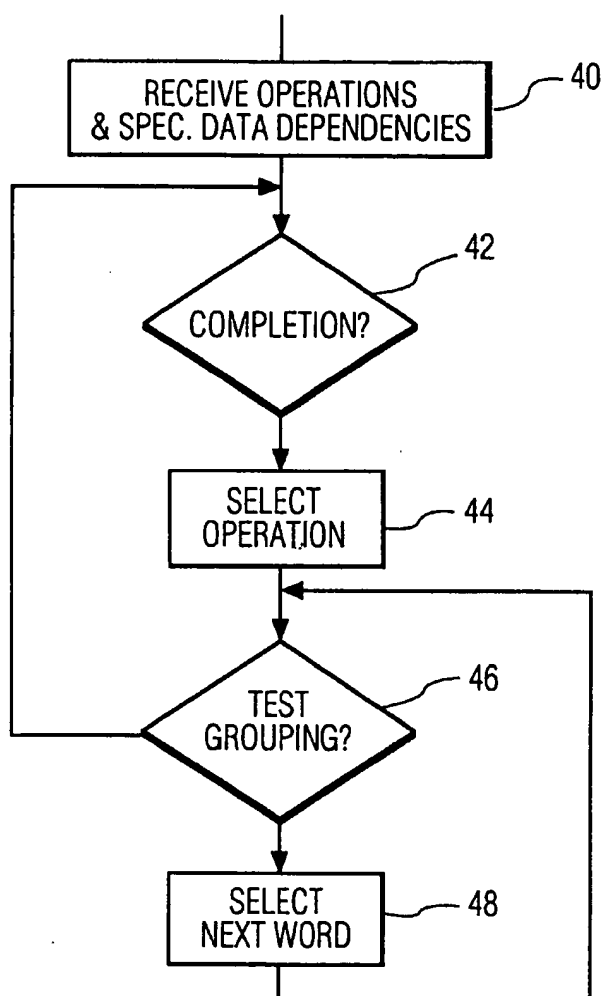 RECEIVE OPERATIONS
& SPEC. DATA DEPENDENCIES
40
COMPLETION?
42
SELECT
OPERATION
44
TEST
GROUPING?
46
SELECT
NEXT WORD
48